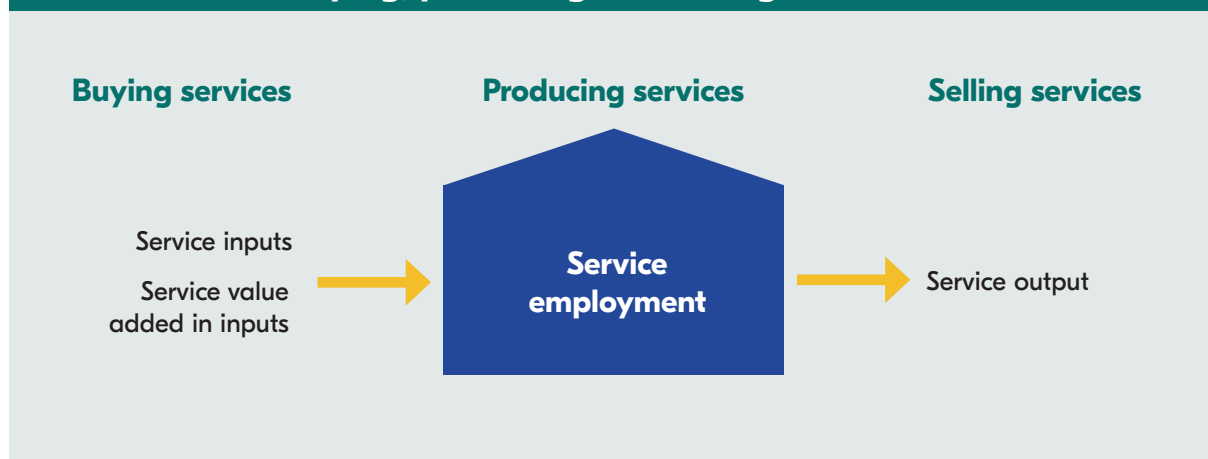 Buying services
Producing services
Selling services
Service inputs
Service value
added in inputs
Service
employment
Service output